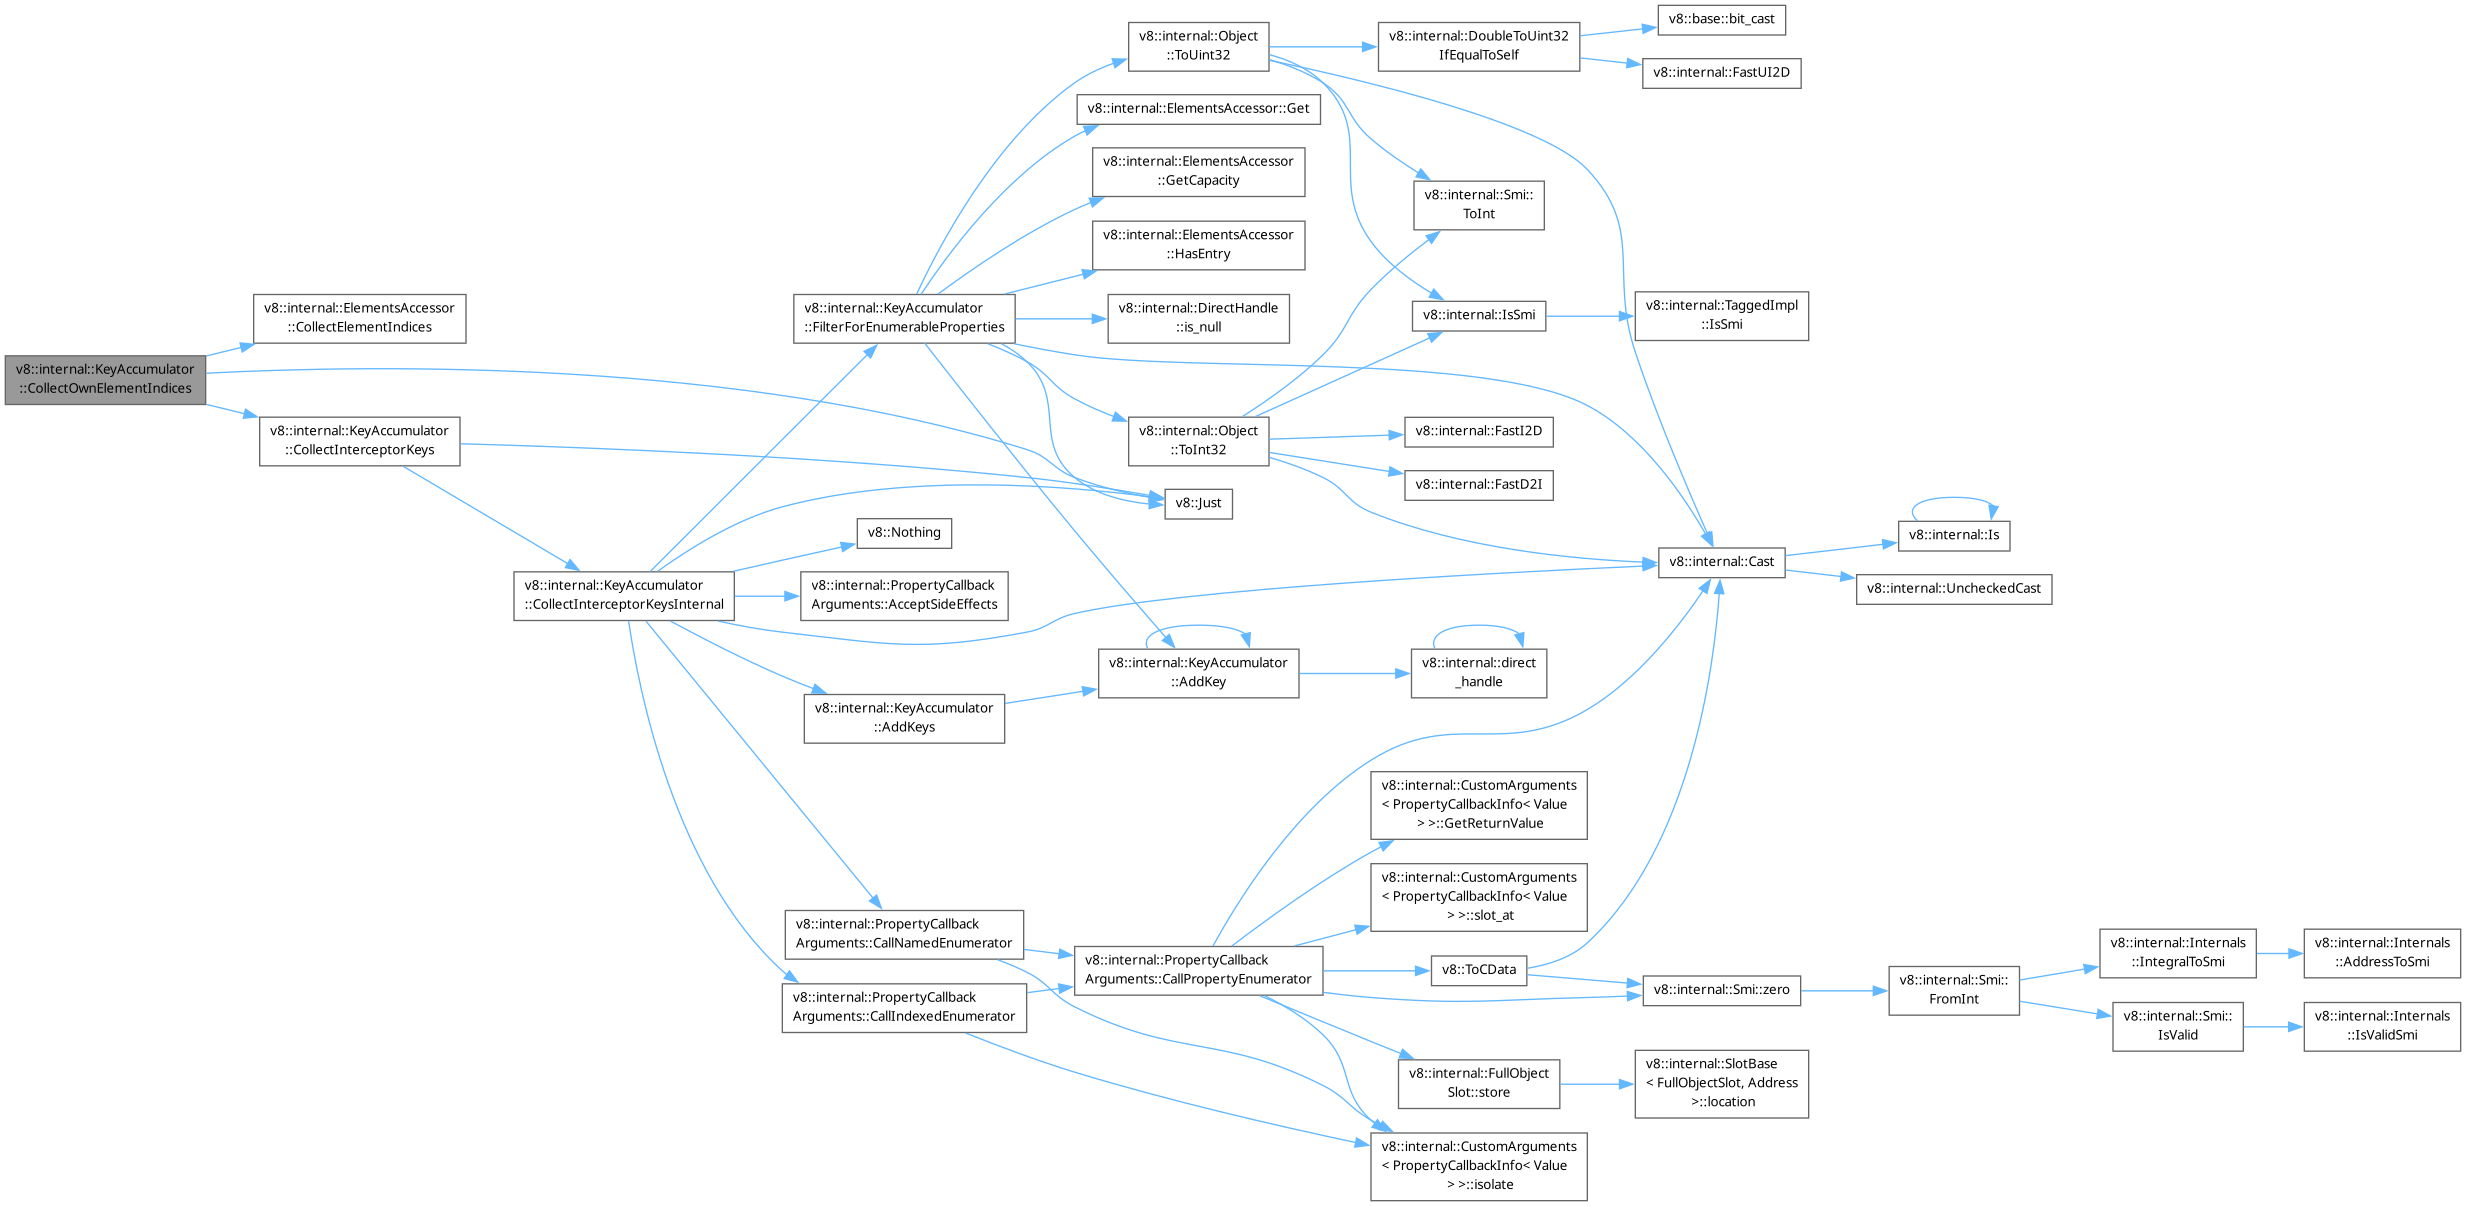 v8::internal::KeyAccumulator
::CollectOwnElementIndices
v8::internal::ElementsAccessor
::CollectElementIndices
v8::internal::KeyAccumulator
::CollectInterceptorKeys
v8::internal::KeyAccumulator
::CollectInterceptorKeysInternal
v8::internal::KeyAccumulator
::FilterForEnumerableProperties
v8::Nothing
v8::internal::PropertyCallback
Arguments::AcceptSideEffects
v8::internal::KeyAccumulator
::AddKeys
v8::internal::PropertyCallback
Arguments::CallNamedEnumerator
v8::internal::PropertyCallback
Arguments::CallIndexedEnumerator
v8::internal::Object
::ToUint32
v8::internal::ElementsAccessor::Get
v8::internal::ElementsAccessor
::GetCapacity
v8::internal::ElementsAccessor
::HasEntry
v8::internal::DirectHandle
::is_null
v8::internal::Object
::ToInt32
v8::Just
v8::internal::KeyAccumulator
::AddKey
v8::internal::PropertyCallback
Arguments::CallPropertyEnumerator
v8::internal::DoubleToUint32
IfEqualToSelf
v8::internal::Smi::
ToInt
v8::internal::IsSmi
v8::internal::FastI2D
v8::internal::FastD2I
v8::internal::direct
_handle
v8::internal::CustomArguments
< PropertyCallbackInfo< Value
> >::GetReturnValue
v8::internal::CustomArguments
< PropertyCallbackInfo< Value
> >::slot_at
v8::ToCData
v8::internal::FullObject
Slot::store
v8::internal::CustomArguments
< PropertyCallbackInfo< Value
> >::isolate
v8::base::bit_cast
v8::internal::FastUI2D
v8::internal::TaggedImpl
::IsSmi
v8::internal::Cast
v8::internal::Smi::zero
v8::internal::SlotBase
< FullObjectSlot, Address
>::location
v8::internal::Is
v8::internal::UncheckedCast
v8::internal::Smi::
FromInt
v8::internal::Internals
::IntegralToSmi
v8::internal::Smi::
IsValid
v8::internal::Internals
::AddressToSmi
v8::internal::Internals
::IsValidSmi